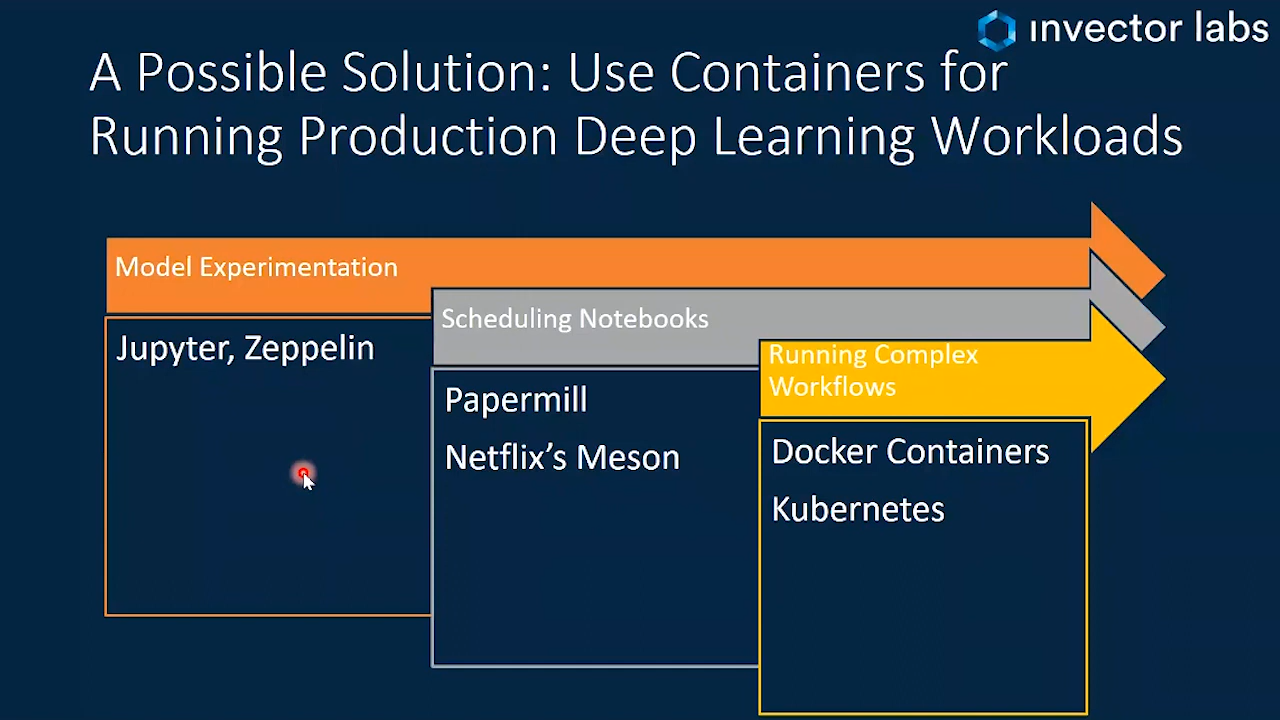 invector labs
A Possible Solution: Use Containers for
Running Production Deep Learning Workloads
Model Experimentation
Jupyter, Zeppelin
Scheduling Notebooks
Papermill
Netflix’s Meson
Running Complex
Workflows
Docker Containers
Kubernetes